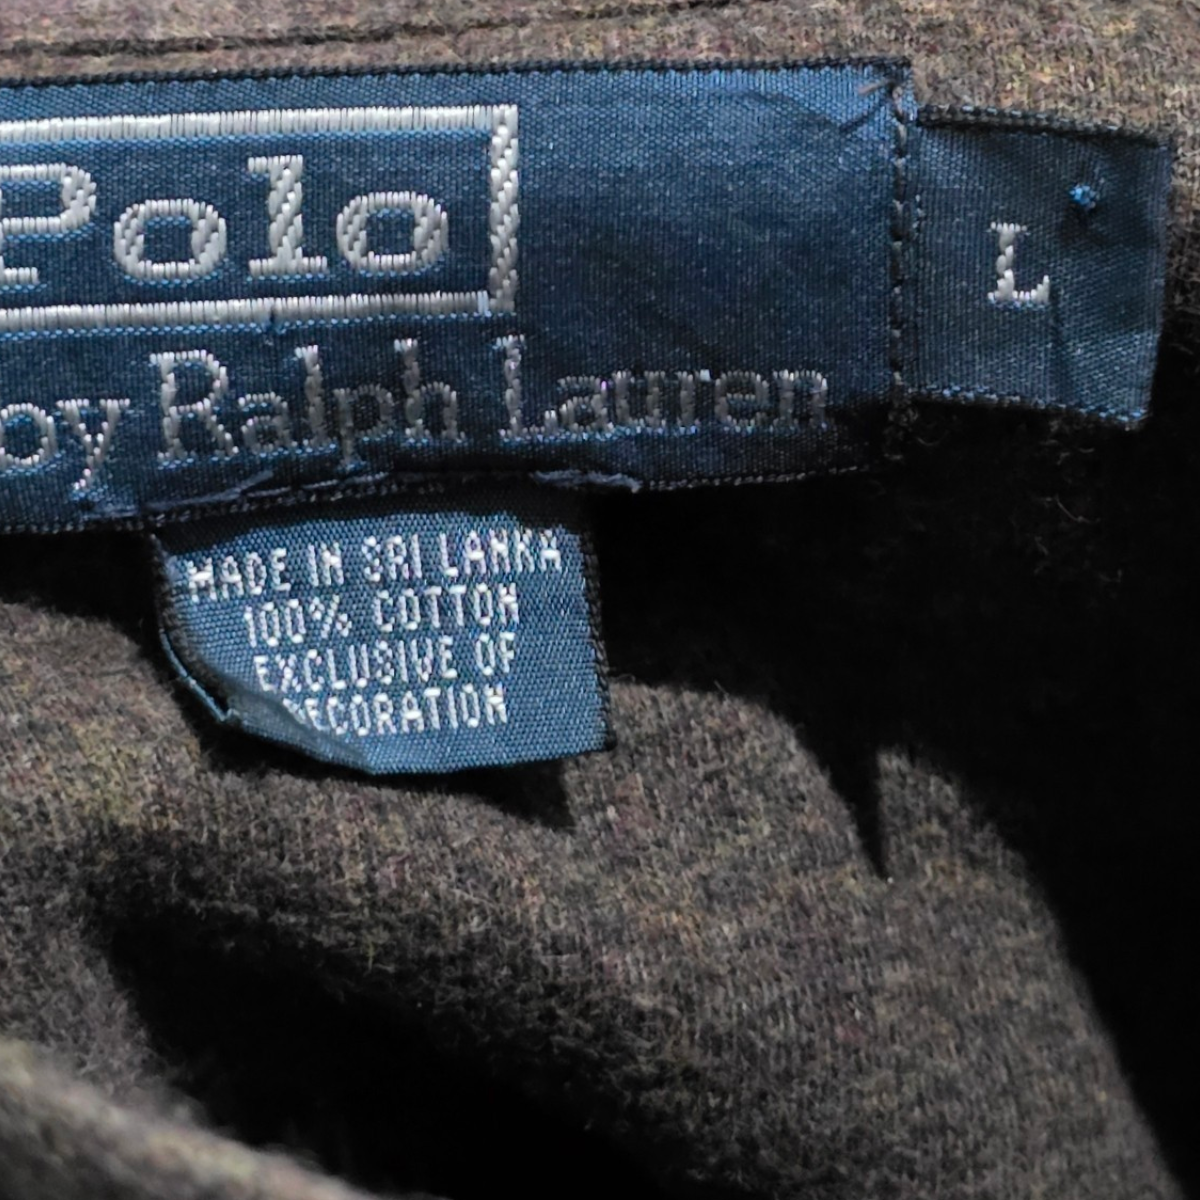 Polo
by Ralph Lauren
L
MADE IN SRI LANKA
100% COTTON
EXCLUSIVE OF
DECORATION